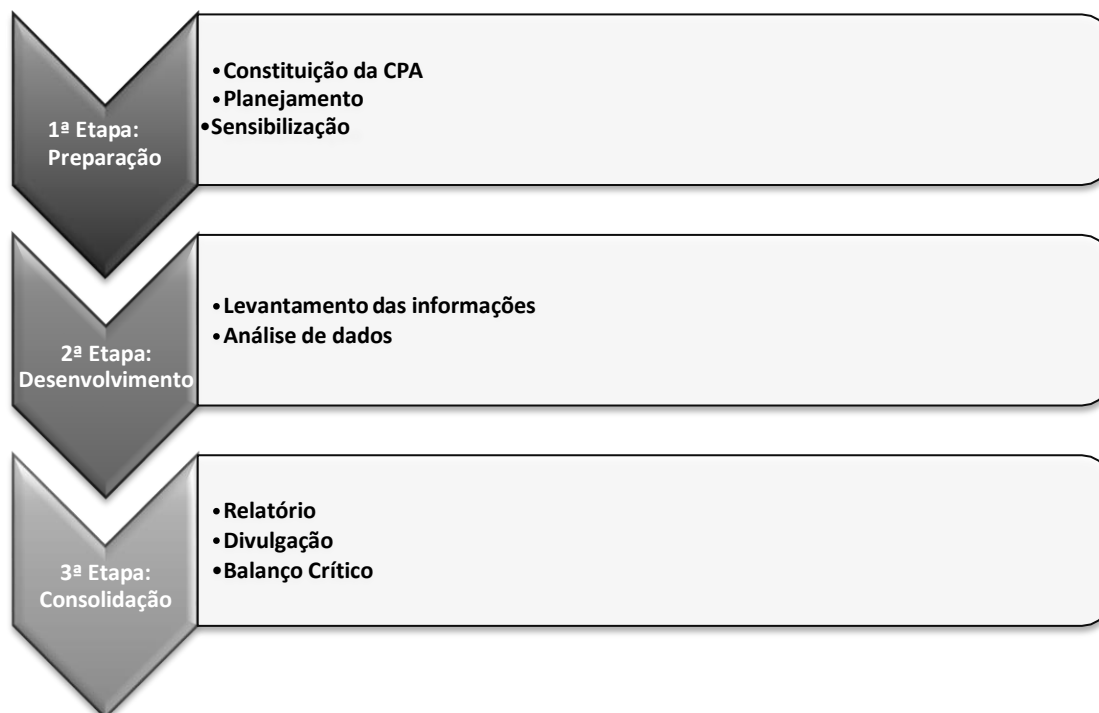 1ª Etapa:
Preparação
•Constituição da CPA
•Planejamento
•Sensibilização
2ª Etapa:
Desenvolvimento
•Levantamento das informações
•Análise de dados
3ª Etapa:
Consolidação
•Relatório
•Divulgação
•Balanço Crítico